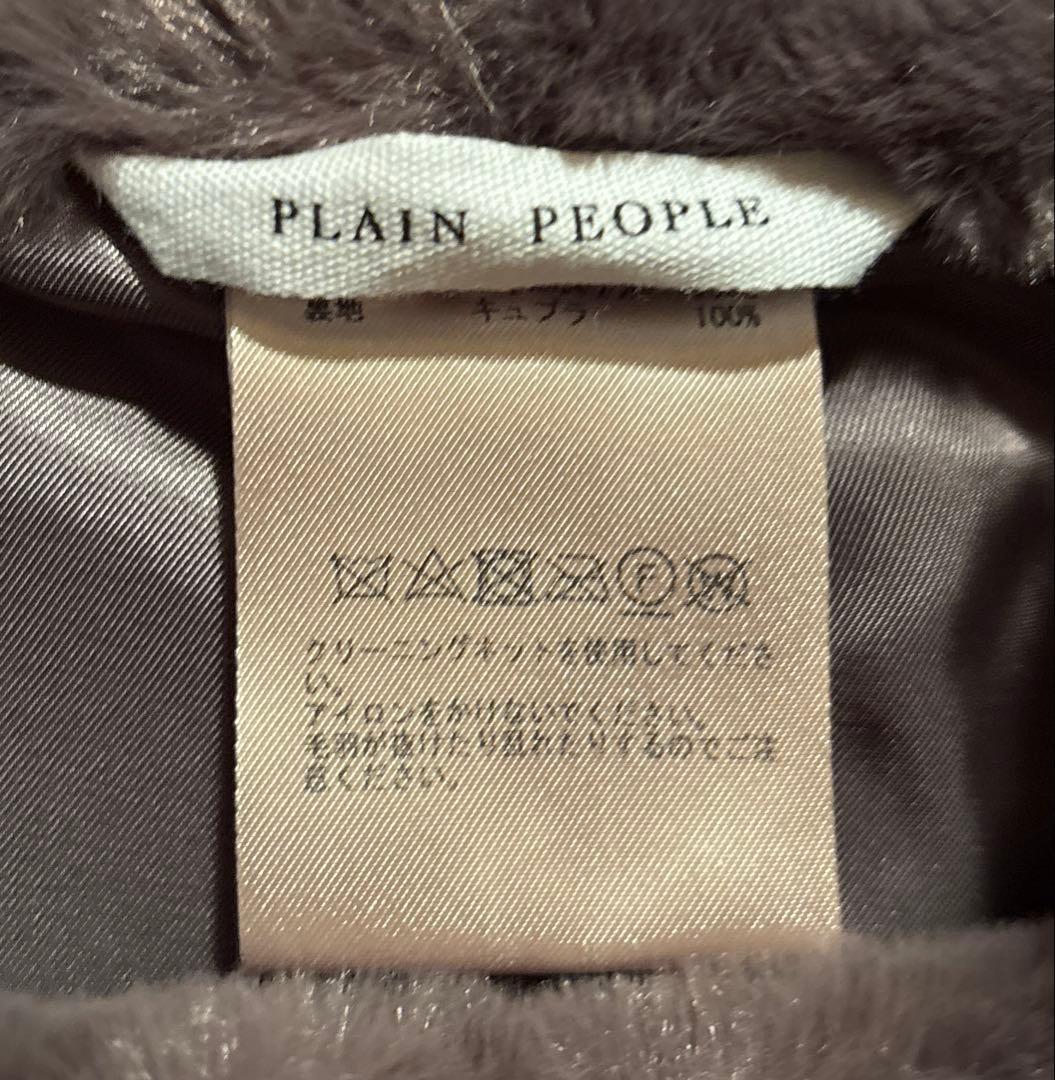 PLAIN PEOPLE
裏地 キュプラ 100%
F
W
クリーニングネットを使用してくださ
い。
アイロンをかけないでください。
毛羽が抜けたり乱れたりするのでご注
意ください。